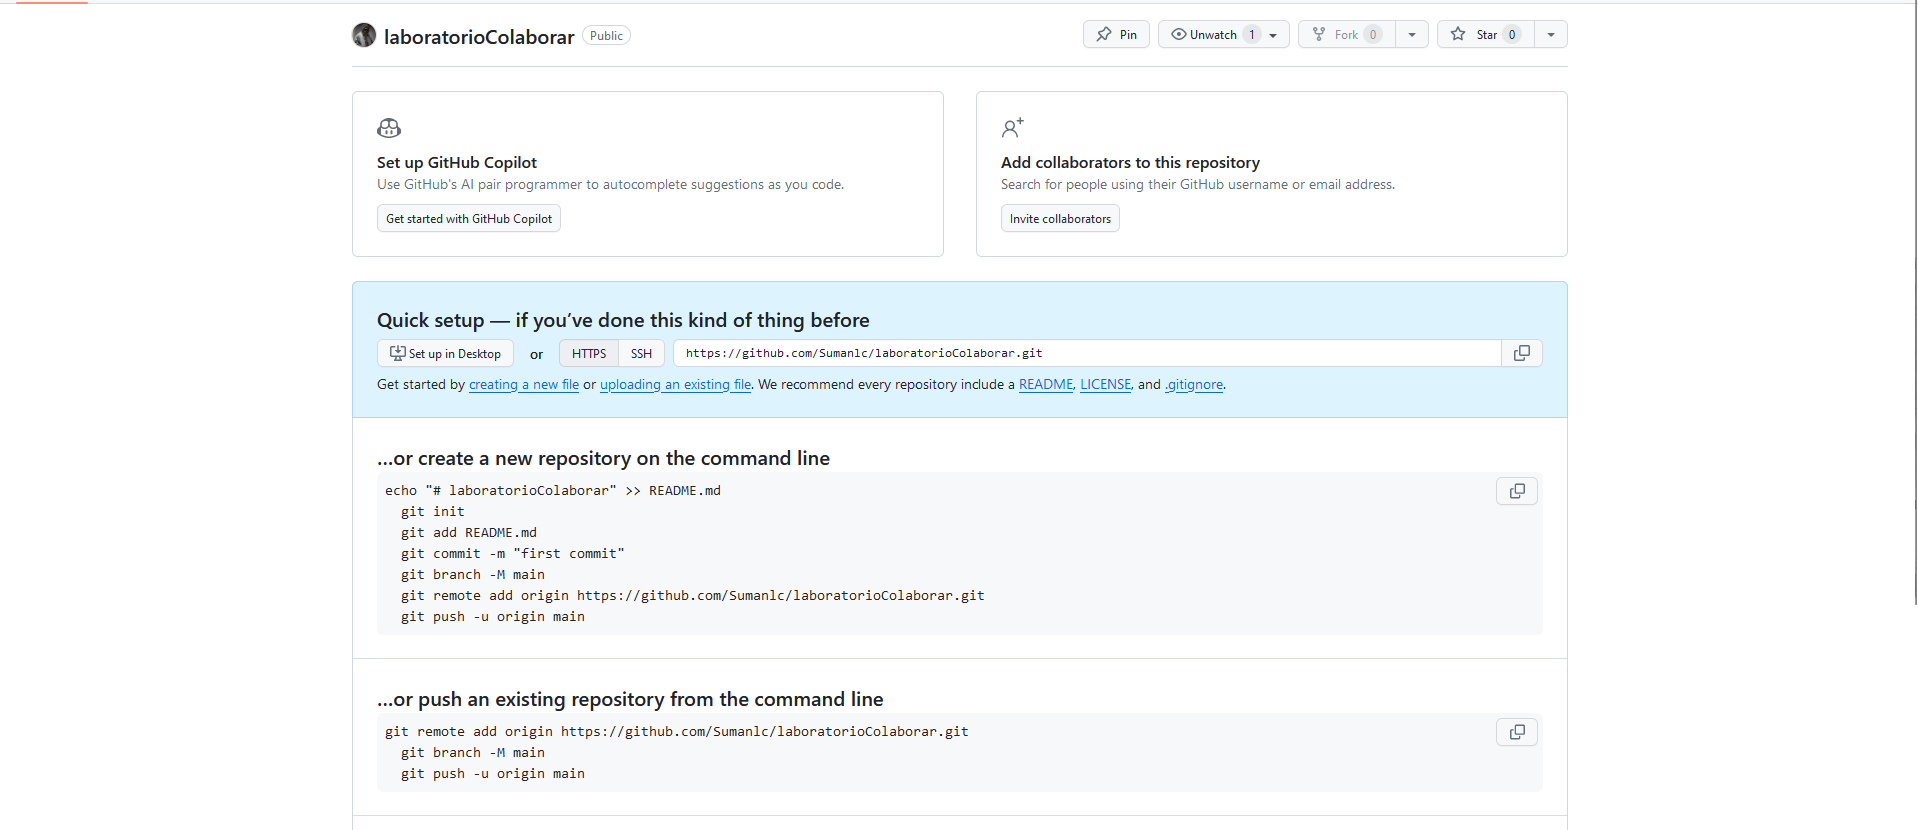 laboratorioColaborar Public Pin Unwatch 1 Fork 0 Star 0
Set up GitHub Copilot
Use GitHub's AI pair programmer to autocomplete suggestions as you code.
Get started with GitHub Copilot
Add collaborators to this repository
Search for people using their GitHub username or email address.
Invite collaborators
Quick setup — if you’ve done this kind of thing before
Set up in Desktop or HTTPS SSH https://github.com/Sumanlc/laboratorioColaborar.git
Get started by creating a new file or uploading an existing file. We recommend every repository include a README, LICENSE, and .gitignore.
…or create a new repository on the command line
echo "# laboratorioColaborar" >> README.md
git init
git add README.md
git commit -m "first commit"
git branch -M main
git remote add origin https://github.com/Sumanlc/laboratorioColaborar.git
git push -u origin main
…or push an existing repository from the command line
git remote add origin https://github.com/Sumanlc/laboratorioColaborar.git
git branch -M main
git push -u origin main